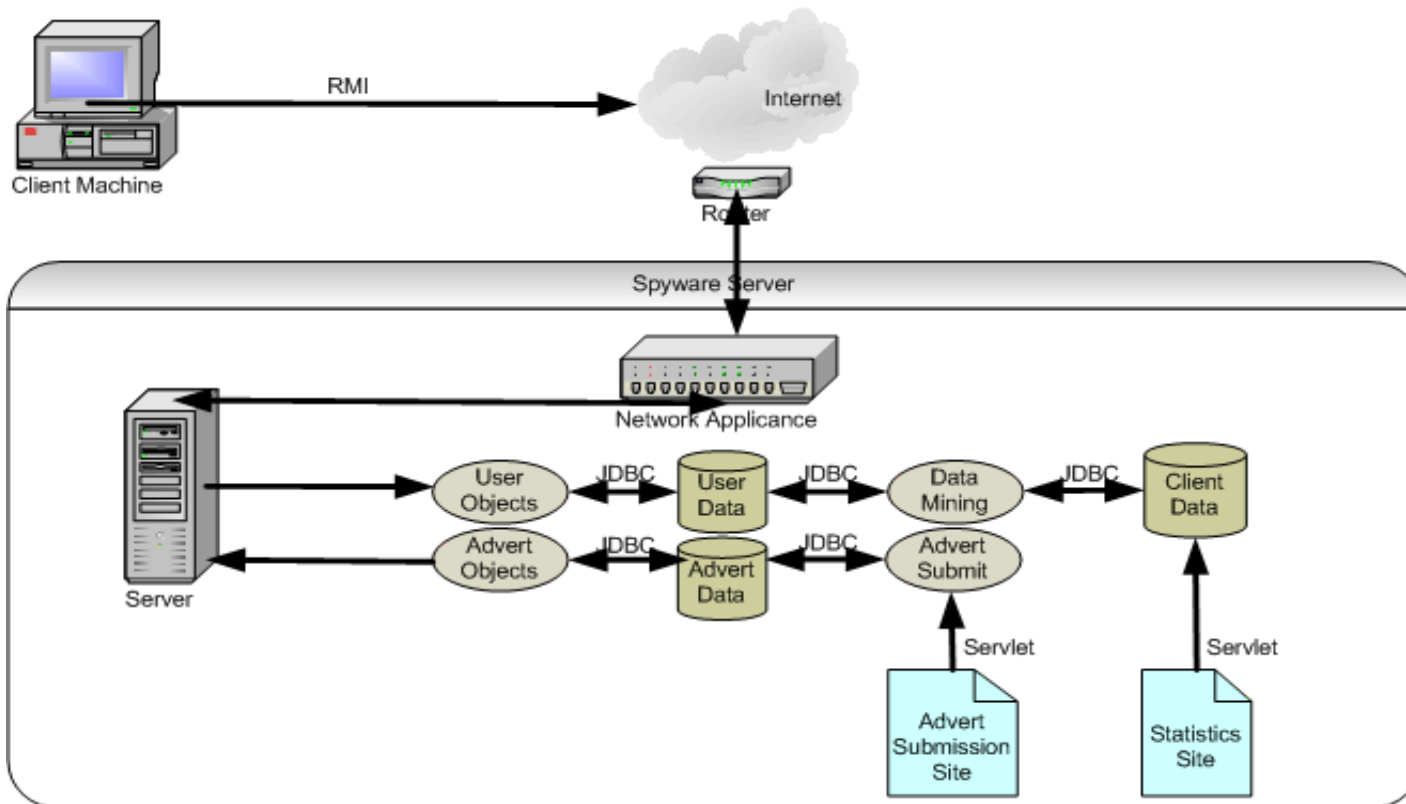 RMI
Internet
Client Machine
Router
Spyware Server
Network Applicance
User
Objects
JDBC
User
Data
JDBC
Data
Mining
JDBC
Client
Data
Advert
Objects
JDBC
Advert
Data
JDBC
Advert
Submit
Server
Servlet
Servlet
Advert
Submission
Site
Statistics
Site